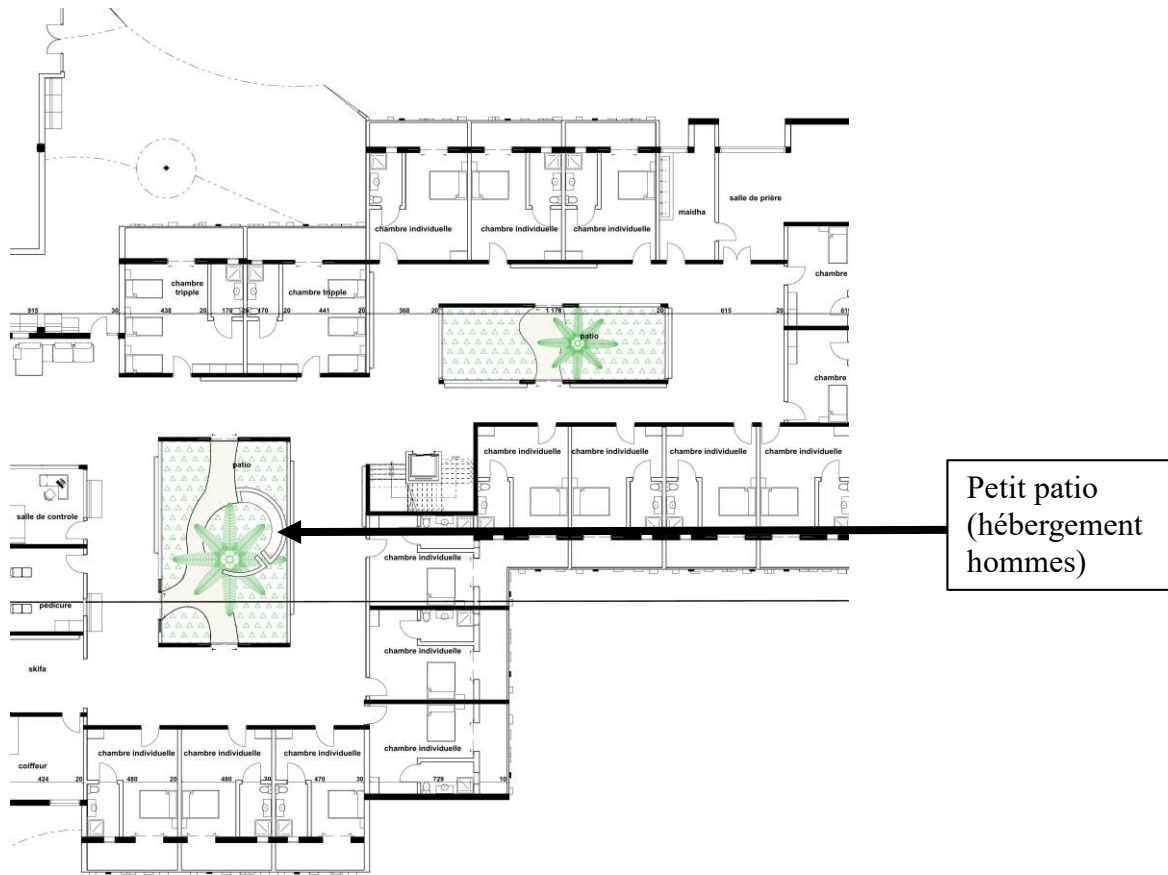 chambre individuelle
chambre individuelle
chambre individuelle
maidha
salle de prière
chambre
tripple
chambre tripple
chambre
915
30
438
20
170
20
170
20
441
20
368
20
1 178
20
615
20
615
patio
chambre
patio
chambre individuelle
chambre individuelle
chambre individuelle
chambre individuelle
salle de controle
Petit patio
(hébergement
hommes)
chambre individuelle
pédicure
skifa
chambre individuelle
chambre individuelle
chambre individuelle
chambre individuelle
chambre individuelle
coiffeur
424
20
480
20
480
20
470
30
729
10